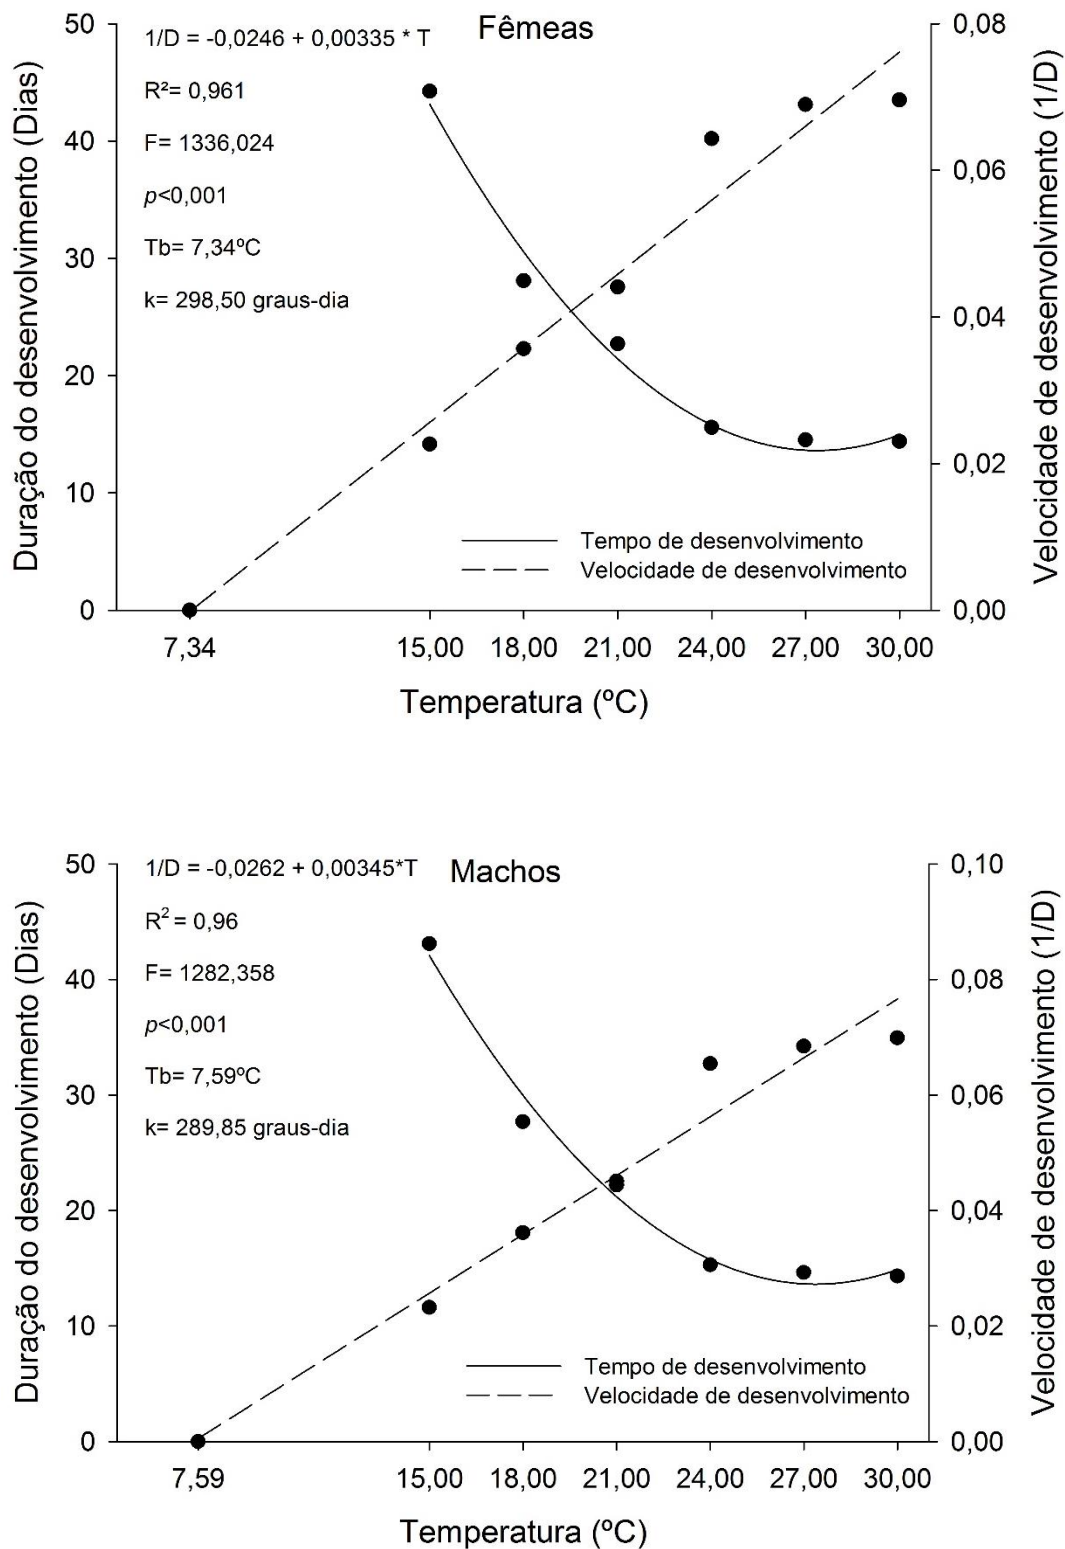 Fêmeas
1/D = -0,0246 + 0,00335 * T
R²= 0,961
F= 1336,024
p<0,001
Tb= 7,34ºC
k= 298,50 graus-dia
Duração do desenvolvimento (Dias)
50
40
30
20
10
0
Velocidade de desenvolvimento (1/D)
0,08
0,06
0,04
0,02
0,00
Tempo de desenvolvimento
Velocidade de desenvolvimento
7,34 15,00 18,00 21,00 24,00 27,00 30,00
Temperatura (ºC)
Machos
1/D = -0,0262 + 0,00345*T
R² = 0,96
F= 1282,358
p<0,001
Tb= 7,59ºC
k= 289,85 graus-dia
Duração do desenvolvimento (Dias)
50
40
30
20
10
0
Velocidade de desenvolvimento (1/D)
0,10
0,08
0,06
0,04
0,02
0,00
Tempo de desenvolvimento
Velocidade de desenvolvimento
7,59 15,00 18,00 21,00 24,00 27,00 30,00
Temperatura (ºC)